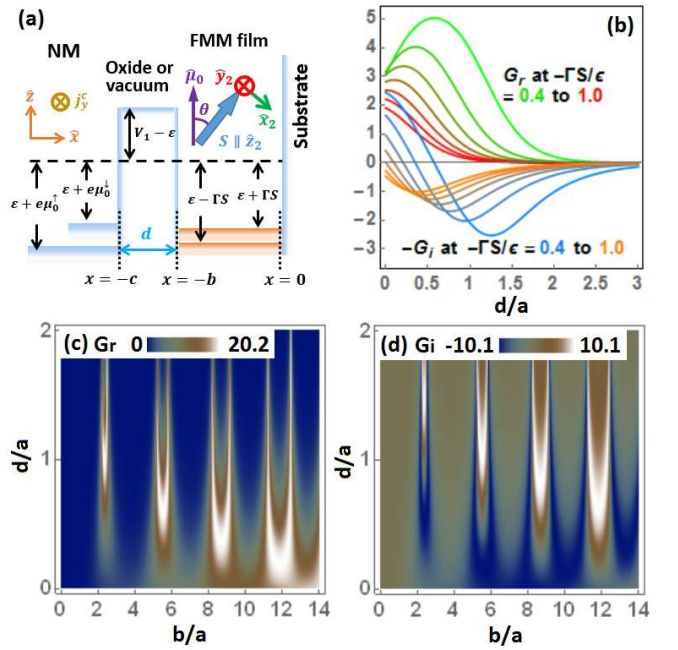 (a)
NM
ẑ
x̂
j_y^c
Oxide or
vacuum
V₁ − ε
FMM film
μ̂₀
θ
ŷ₂
x̂₂
S ∥ ẑ₂
Substrate
ε + eμ₀↑
ε + eμ₀↓
ε − ΓS
ε + ΓS
d
x = −c
x = −b
x = 0
(b)
5
4
3
2
1
0
−1
−2
−3
Gr at −ΓS/ϵ
= 0.4 to 1.0
−Gi at −ΓS/ϵ = 0.4 to 1.0
0
0.5
1
1.5
2
2.5
3
d/a
(c) Gr 0 20.2
2
1
0
d/a
0 2 4 6 8 10 12 14
b/a
(d) Gi -10.1 10.1
2
1
0
d/a
0 2 4 6 8 10 12 14
b/a